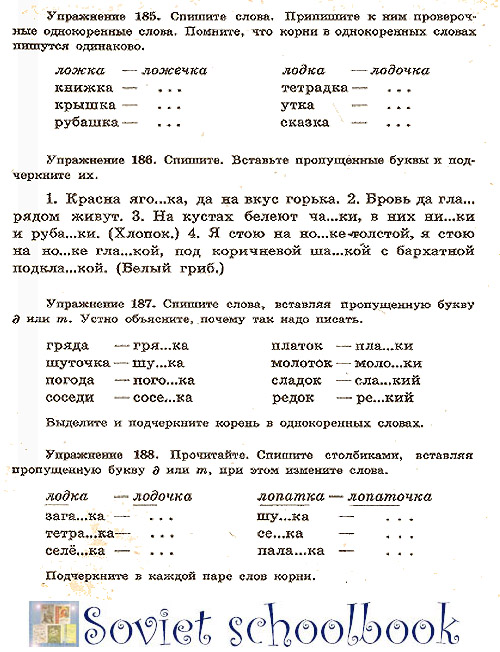 Упражнение 185. Спишите слова. Припишите к ним провероч-
ные однокоренные слова. Помните, что корни в однокоренных словах
пишутся одинаково.
ложка — ложечка лодка — лодочка
книжка — ... тетрадка — ...
крышка — ... утка — ...
рубашка — ... сказка — ...
Упражнение 186. Спишите. Вставьте пропущенные буквы и под-
черкните их.
1. Красна яго...ка, да на вкус горька. 2. Бровь да гла...
рядом живут. 3. На кустах белеют ча...ки, в них ни...ки
и руба...ки. (Хлопок.) 4. Я стою на но...ке толстой, я стою
на но...ке гла...кой, под коричневой ша...кой с бархатной
подкла...кой. (Белый гриб.)
Упражнение 187. Спишите слова, вставляя пропущенную букву
д или т. Устно объясните, почему так надо писать.
гряда — гря...ка платок — пла...ки
шуточка — шу...ка молоток — моло...ки
погода — пого...ка сладок — сла...кий
соседи — сосе...ка редок — ре...кий
Выделите и подчеркните корень в однокоренных словах.
Упражнение 188. Прочитайте. Спишите столбиками, вставляя
пропущенную букву д или т, при этом измените слова.
лодка — лодочка лопатка — лопаточка
зага...ка — ... шу...ка — ...
тетра...ка — ... се...ка — ...
селё...ка — ... пала...ка — ...
Подчеркните в каждой паре слов корни.
Soviet schoolbook